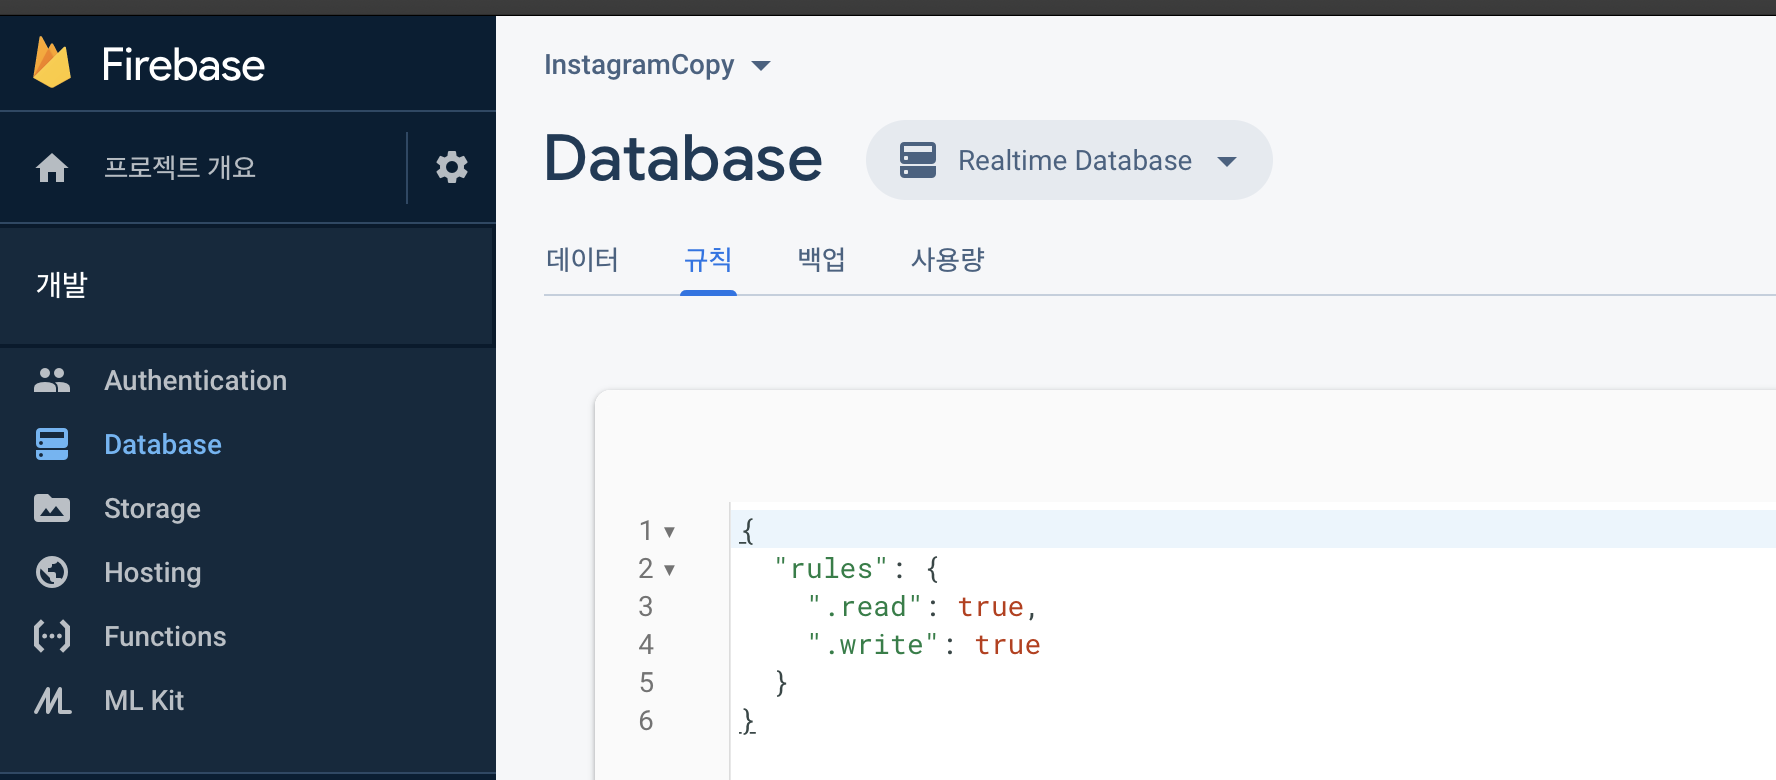 Firebase
프로젝트 개요
개발
Authentication
Database
Storage
Hosting
Functions
ML Kit
InstagramCopy
Database
Realtime Database
데이터 규칙 백업 사용량
1 {
2 "rules": {
3 ".read": true,
4 ".write": true
5 }
6 }